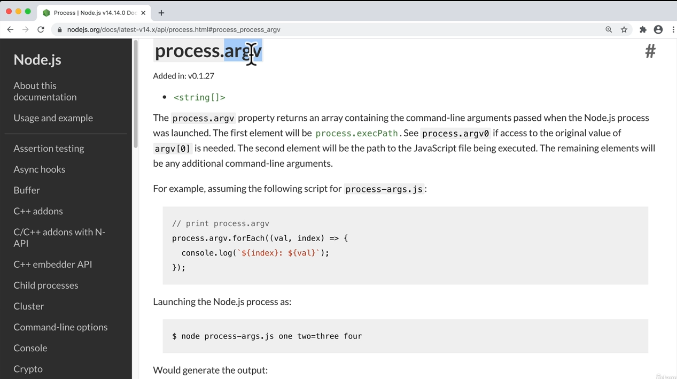 Process | Node.js v14.14.0 Do
nodejs.org/docs/latest-v14.x/api/process.html#process_process_argv
Node.js
About this
documentation
Usage and example
Assertion testing
Async hooks
Buffer
C++ addons
C/C++ addons with N-
API
C++ embedder API
Child processes
Cluster
Command-line options
Console
Crypto
process.argv
#
Added in: v0.1.27
<string[]>
The process.argv property returns an array containing the command-line arguments passed when the Node.js process
was launched. The first element will be process.execPath. See process.argv0 if access to the original value of
argv[0] is needed. The second element will be the path to the JavaScript file being executed. The remaining elements will
be any additional command-line arguments.
For example, assuming the following script for process-args.js:
// print process.argv
process.argv.forEach((val, index) => {
console.log(`${index}: ${val}`);
});
Launching the Node.js process as:
$ node process-args.js one two=three four
Would generate the output: